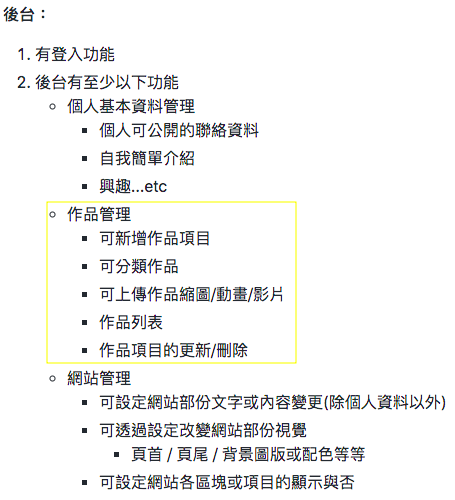 後台：
1. 有登入功能
2. 後台有至少以下功能
個人基本資料管理
個人可公開的聯絡資料
自我簡單介紹
興趣...etc
作品管理
可新增作品項目
可分類作品
可上傳作品縮圖/動畫/影片
作品列表
作品項目的更新/刪除
網站管理
可設定網站部份文字或內容變更(除個人資料以外)
可透過設定改變網站部份視覺
頁首 / 頁尾 / 背景圖版或配色等等
可設定網站各區塊或項目的顯示與否